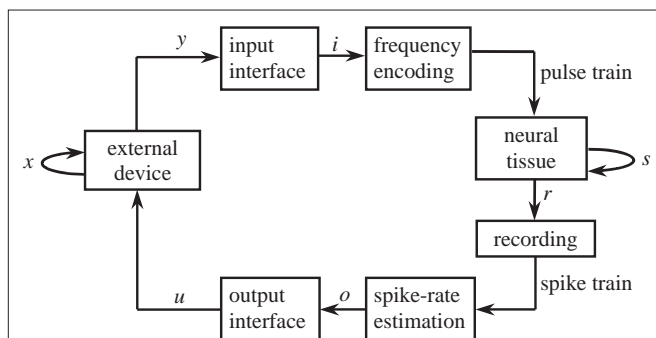 y
input
interface
i
frequency
encoding
pulse train
neural
tissue
s
r
recording
spike train
spike-rate
estimation
o
output
interface
u
external
device
x